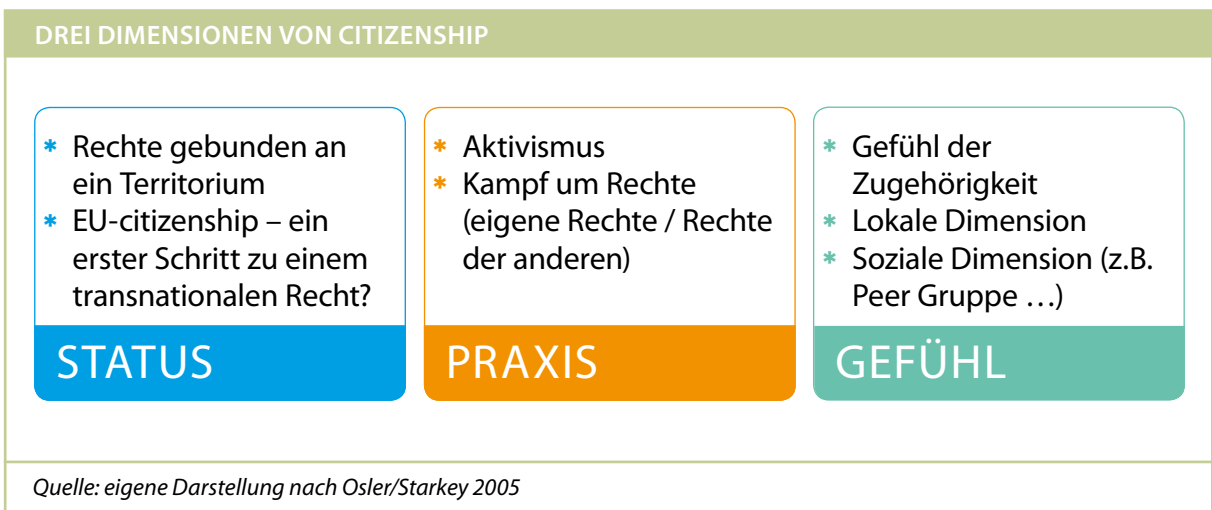 DREI DIMENSIONEN VON CITIZENSHIP
* Rechte gebunden an
ein Territorium
* EU-citizenship – ein
erster Schritt zu einem
transnationalen Recht?
STATUS
* Aktivismus
* Kampf um Rechte
(eigene Rechte / Rechte
der anderen)
PRAXIS
* Gefühl der
Zugehörigkeit
* Lokale Dimension
* Soziale Dimension (z.B.
Peer Gruppe …)
GEFÜHL
Quelle: eigene Darstellung nach Osler/Starkey 2005